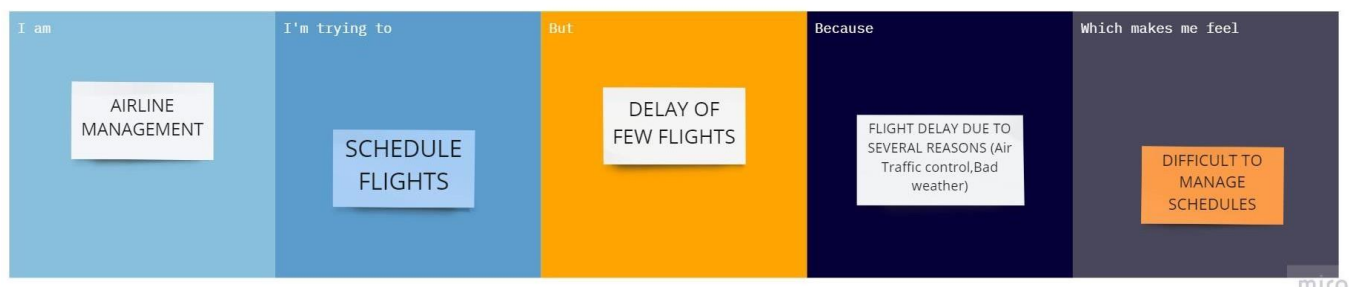 I am
AIRLINE
MANAGEMENT
I'm trying to
SCHEDULE
FLIGHTS
But
DELAY OF
FEW FLIGHTS
Because
FLIGHT DELAY DUE TO
SEVERAL REASONS (Air
Traffic control,Bad
weather)
Which makes me feel
DIFFICULT TO
MANAGE
SCHEDULES
miro